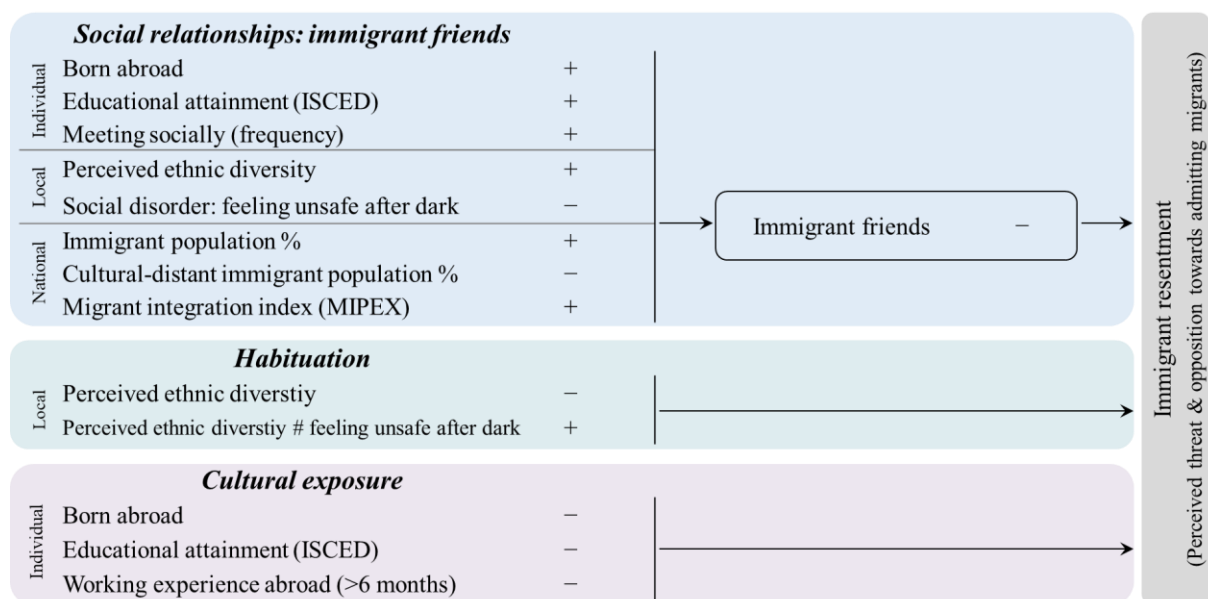 Social relationships: immigrant friends
Individual
Born abroad +
Educational attainment (ISCED) +
Meeting socially (frequency) +
Local
Perceived ethnic diversity +
Social disorder: feeling unsafe after dark −
National
Immigrant population % +
Cultural-distant immigrant population % −
Migrant integration index (MIPEX) +
Immigrant friends −
Habituation
Local
Perceived ethnic diverstiy −
Perceived ethnic diverstiy # feeling unsafe after dark +
Cultural exposure
Individual
Born abroad −
Educational attainment (ISCED) −
Working experience abroad (>6 months) −
Immigrant resentment
(Perceived threat & opposition towards admitting migrants)